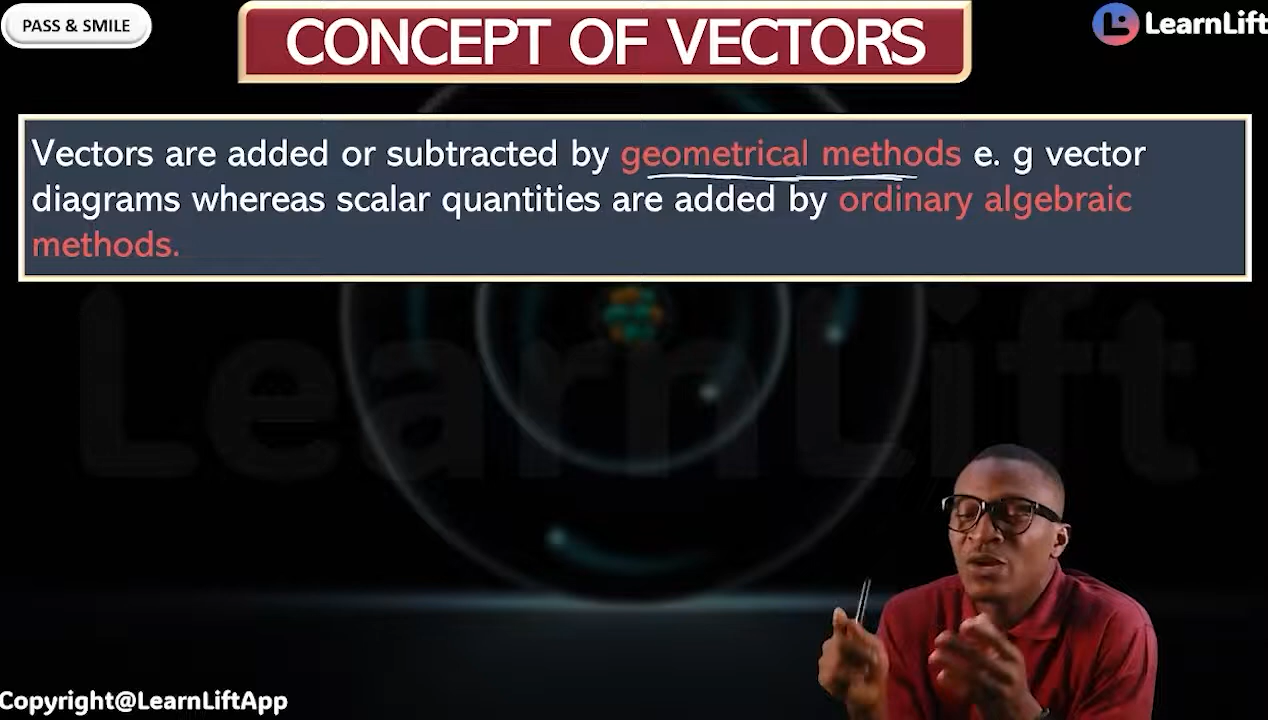 PASS & SMILE
CONCEPT OF VECTORS
LearnLift
Vectors are added or subtracted by geometrical methods e. g vector
diagrams whereas scalar quantities are added by ordinary algebraic
methods.
LearnLift
Copyright@LearnLiftApp